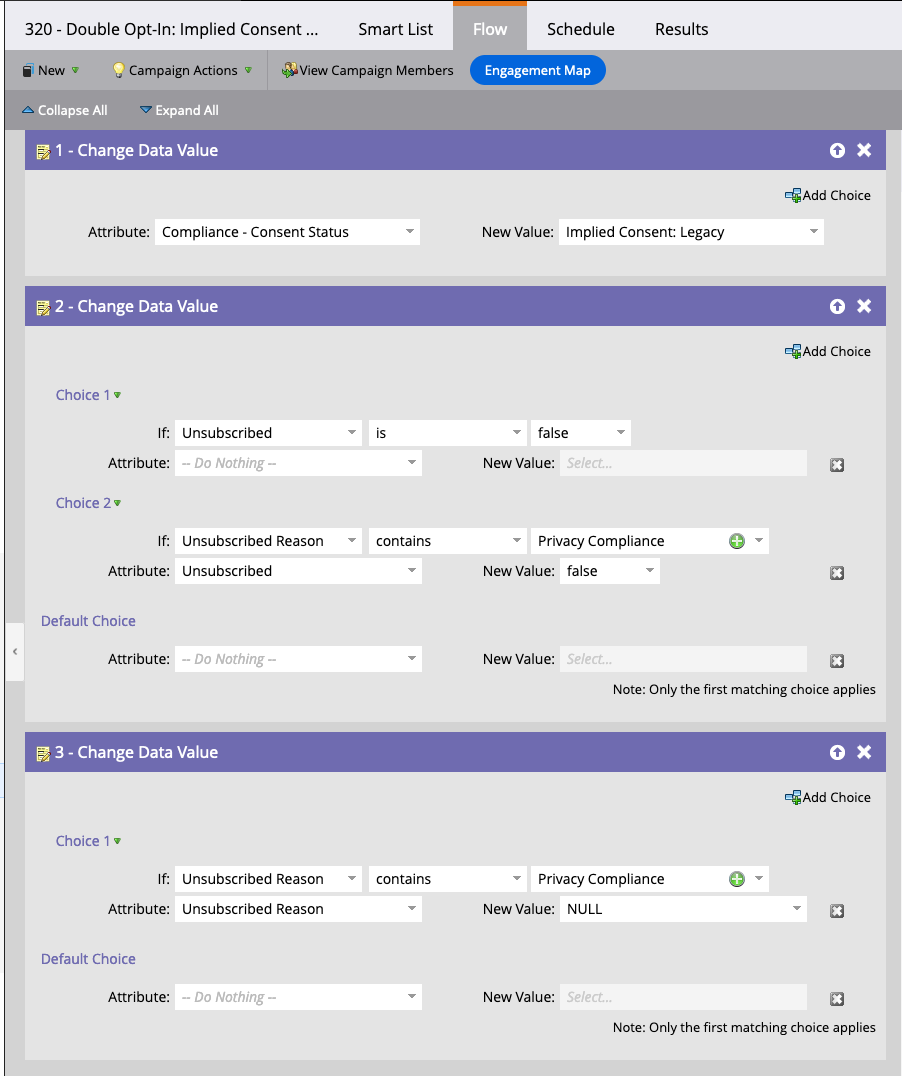 320 - Double Opt-In: Implied Consent ... Smart List Flow Schedule Results
New Campaign Actions View Campaign Members Engagement Map
Collapse All Expand All
1 - Change Data Value
Add Choice
Attribute: Compliance - Consent Status New Value: Implied Consent: Legacy
2 - Change Data Value
Add Choice
Choice 1
If: Unsubscribed is false
Attribute: -- Do Nothing -- New Value: Select...
Choice 2
If: Unsubscribed Reason contains Privacy Compliance
Attribute: Unsubscribed New Value: false
Default Choice
Attribute: -- Do Nothing -- New Value: Select...
Note: Only the first matching choice applies
3 - Change Data Value
Add Choice
Choice 1
If: Unsubscribed Reason contains Privacy Compliance
Attribute: Unsubscribed Reason New Value: NULL
Default Choice
Attribute: -- Do Nothing -- New Value: Select...
Note: Only the first matching choice applies